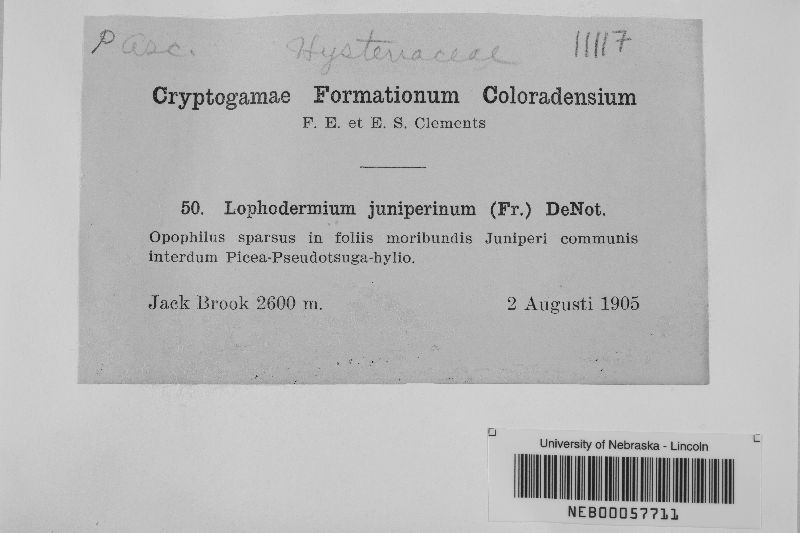 P Asc. Hysteriaceae 11117
Cryptogamae Formationum Coloradensium
F. E. et E. S. Clements
50. Lophodermium juniperinum (Fr.) DeNot.
Opophilus sparsus in foliis moribundis Juniperi communis
interdum Picea-Pseudotsuga-hylio.
Jack Brook 2600 m. 2 Augusti 1905
University of Nebraska - Lincoln
NEB00057711